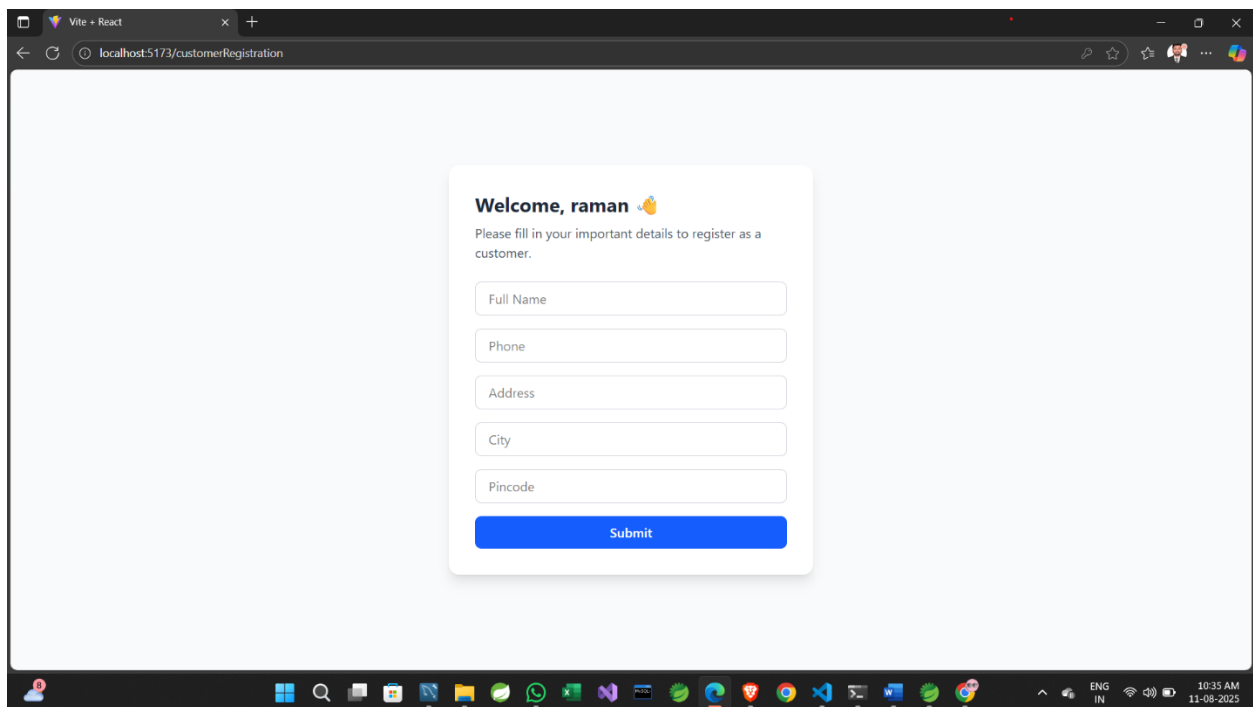 Vite + React
localhost:5173/customerRegistration
Welcome, raman 👋
Please fill in your important details to register as a
customer.
Full Name
Phone
Address
City
Pincode
Submit
8
ENG
IN
10:35 AM
11-08-2025